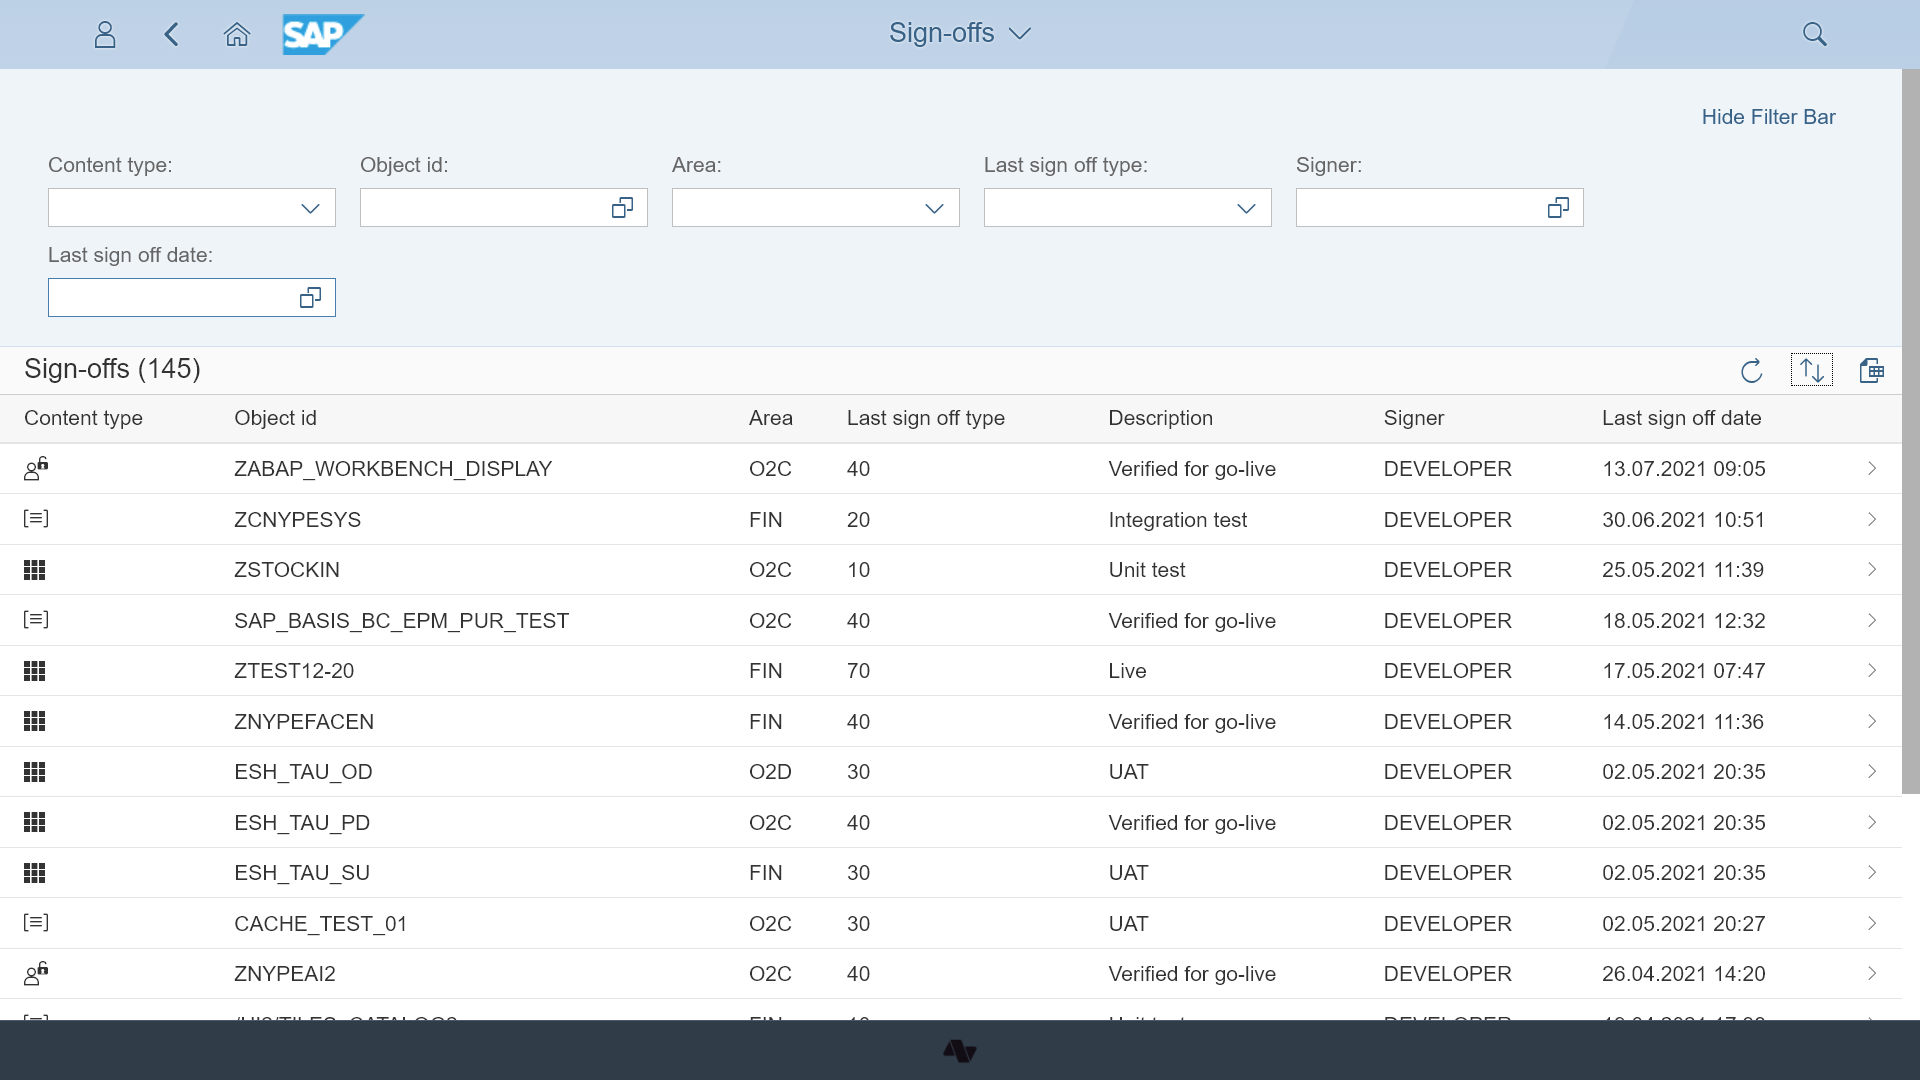 SAP
Sign-offs
Hide Filter Bar
Content type:
Object id:
Area:
Last sign off type:
Signer:
Last sign off date:
Sign-offs (145)
Content type Object id Area Last sign off type Description Signer Last sign off date
ZABAP_WORKBENCH_DISPLAY O2C 40 Verified for go-live DEVELOPER 13.07.2021 09:05
ZCNYPESYS FIN 20 Integration test DEVELOPER 30.06.2021 10:51
ZSTOCKIN O2C 10 Unit test DEVELOPER 25.05.2021 11:39
SAP_BASIS_BC_EPM_PUR_TEST O2C 40 Verified for go-live DEVELOPER 18.05.2021 12:32
ZTEST12-20 FIN 70 Live DEVELOPER 17.05.2021 07:47
ZNYPEFACEN FIN 40 Verified for go-live DEVELOPER 14.05.2021 11:36
ESH_TAU_OD O2D 30 UAT DEVELOPER 02.05.2021 20:35
ESH_TAU_PD O2C 40 Verified for go-live DEVELOPER 02.05.2021 20:35
ESH_TAU_SU FIN 30 UAT DEVELOPER 02.05.2021 20:35
CACHE_TEST_01 O2C 30 UAT DEVELOPER 02.05.2021 20:27
ZNYPEAI2 O2C 40 Verified for go-live DEVELOPER 26.04.2021 14:20